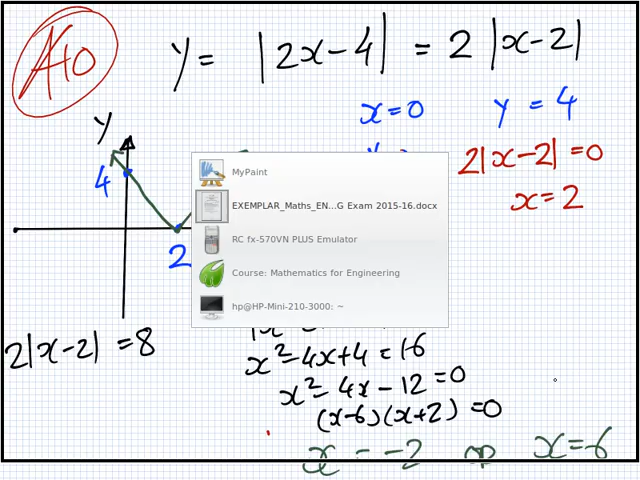 A10
y = |2x-4| = 2|x-2|
x=0 y = 4
2|x-2| =0
x=2
y
4
2
MyPaint
EXEMPLAR_Maths_EN...G Exam 2015-16.docx
RC fx-570VN PLUS Emulator
Course: Mathematics for Engineering
hp@HP-Mini-210-3000: ~
2|x-2| =8
x²-4x+4=16
x²-4x-12=0
(x-6)(x+2)=0
x = -2 or x=6